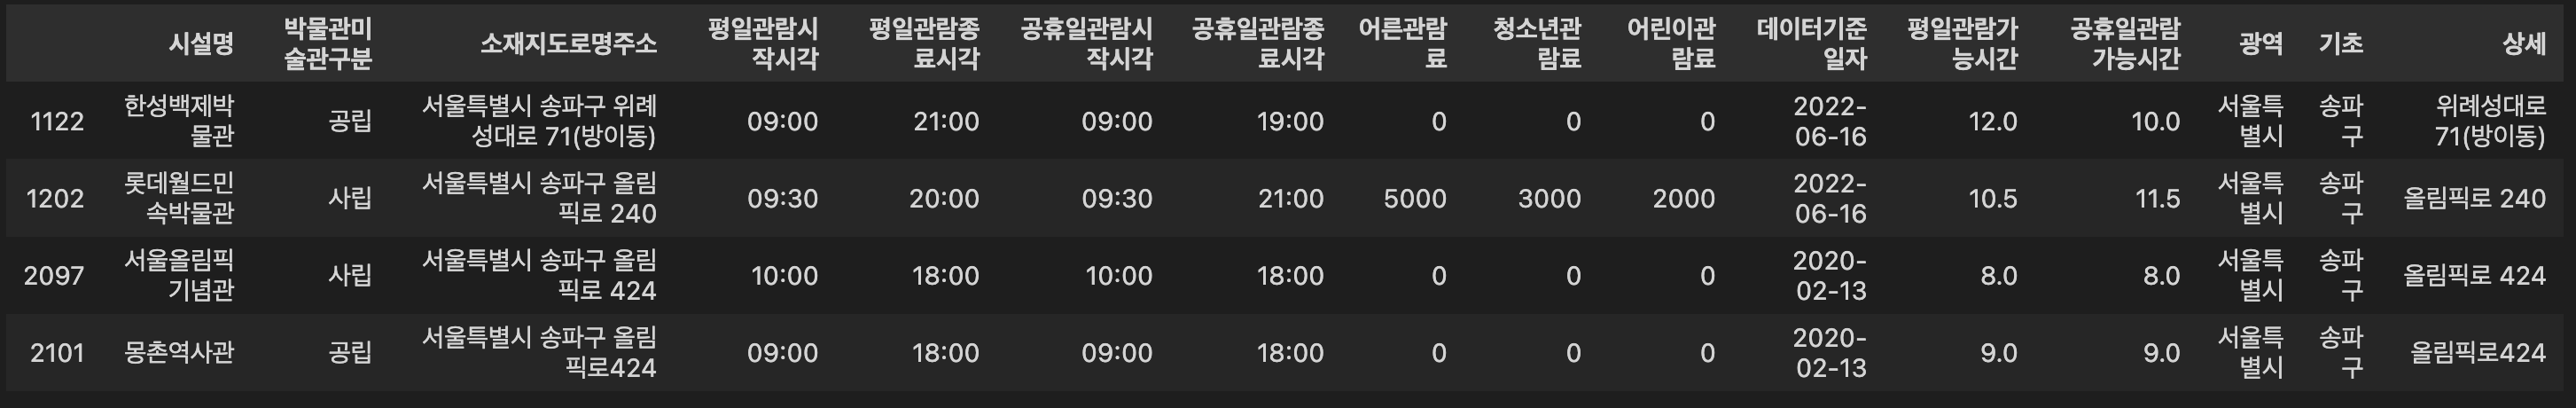 시설명 박물관미술관구분 소재지도로명주소 평일관람시작시각 평일관람종료시각 공휴일관람시작시각 공휴일관람종료시각 어른관람료 청소년관람료 어린이관람료 데이터기준일자 평일관람가능시간 공휴일관람가능시간 광역 기초 상세
1122 한성백제박물관 공립 서울특별시 송파구 위례성대로 71(방이동) 09:00 21:00 09:00 19:00 0 0 0 2022-06-16 12.0 10.0 서울특별시 송파구 위례성대로 71(방이동)
1202 롯데월드민속박물관 사립 서울특별시 송파구 올림픽로 240 09:30 20:00 09:30 21:00 5000 3000 2000 2022-06-16 10.5 11.5 서울특별시 송파구 올림픽로 240
2097 서울올림픽기념관 사립 서울특별시 송파구 올림픽로 424 10:00 18:00 10:00 18:00 0 0 0 2020-02-13 8.0 8.0 서울특별시 송파구 올림픽로 424
2101 몽촌역사관 공립 서울특별시 송파구 올림픽로424 09:00 18:00 09:00 18:00 0 0 0 2020-02-13 9.0 9.0 서울특별시 송파구 올림픽로424